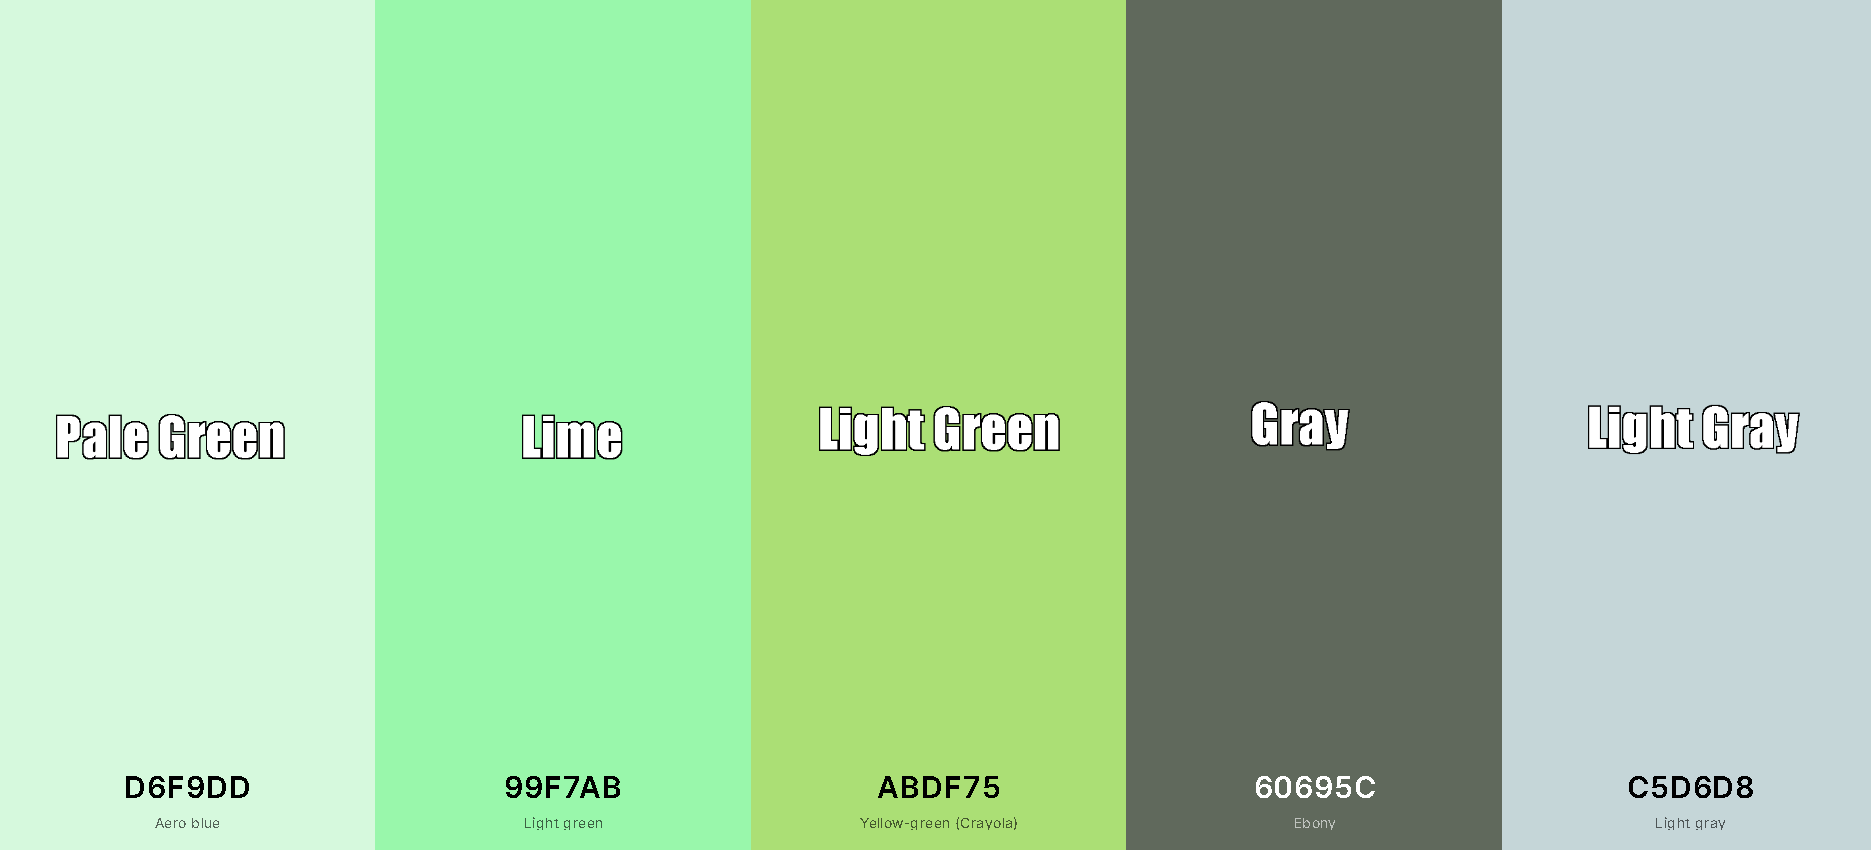 Pale Green
Lime
Light Green
Gray
Light Gray
D6F9DD
99F7AB
ABDF75
60695C
C5D6D8
Aero blue
Light green
Yellow-green (Crayola)
Ebony
Light gray